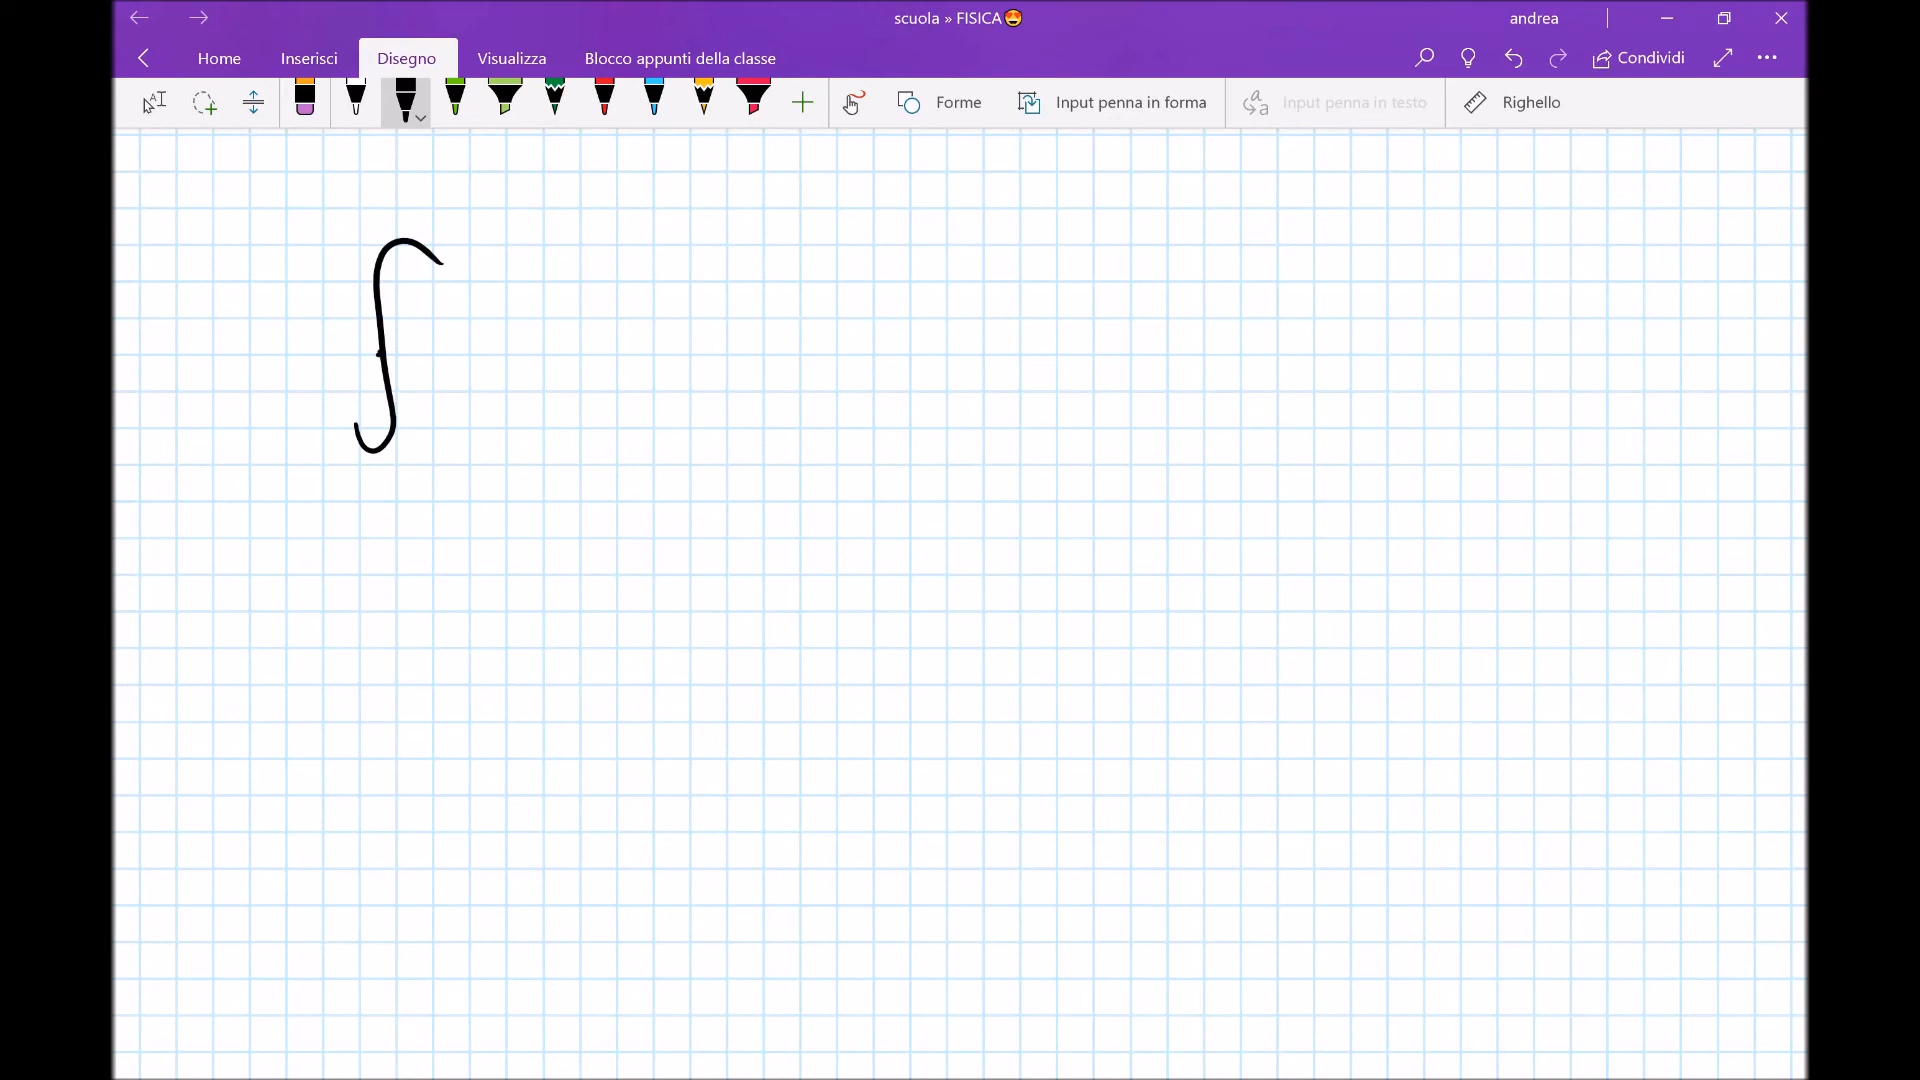 scuola » FISICA😍
andrea
Home Inserisci Disegno Visualizza Blocco appunti della classe Condividi
Forme Input penna in forma Input penna in testo Righello
∫